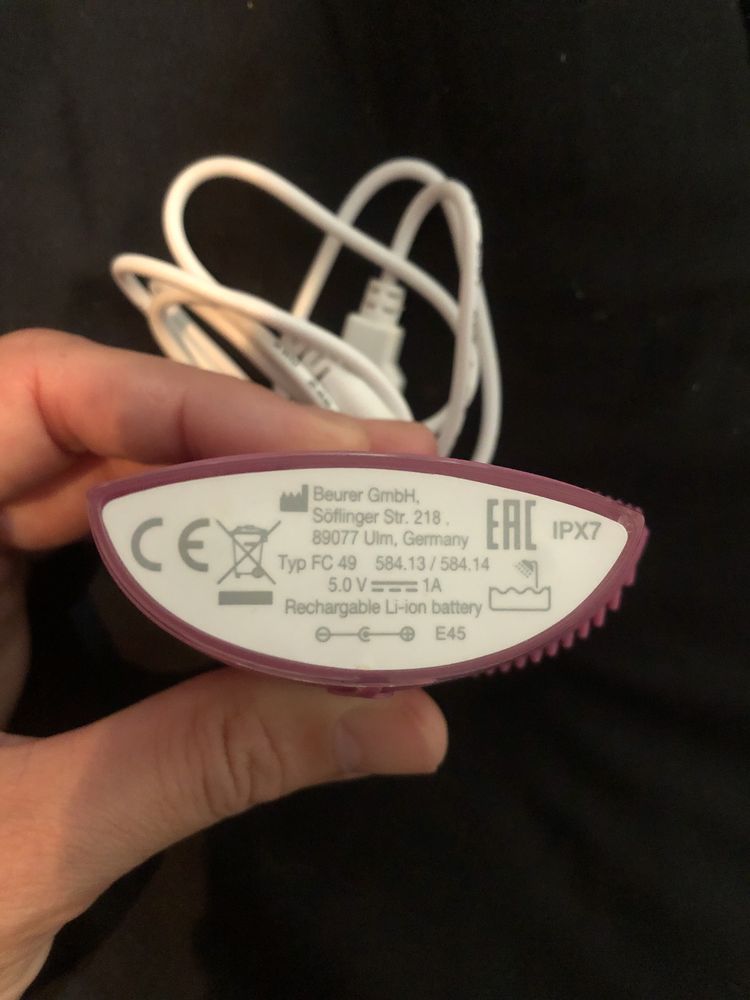 Beurer GmbH,
Söflinger Str. 218 ,
89077 Ulm, Germany
CE
EAC
IPX7
Typ FC 49 584.13 / 584.14
5.0 V 1A
Rechargable Li-ion battery
E45